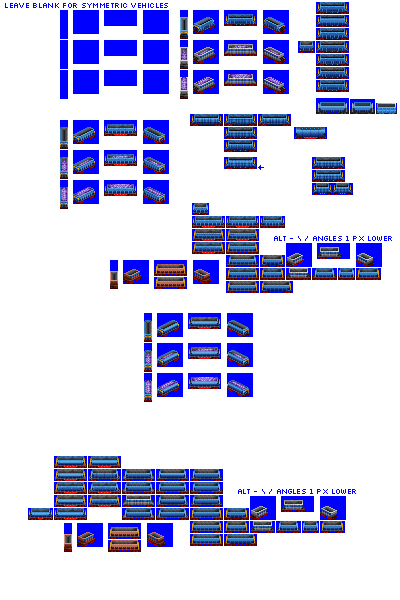 LEAVE BLANK FOR SYMMETRIC VEHICLES
ALT - \ / ANGLES 1 PX LOWER
ALT - \ / ANGLES 1 PX LOWER